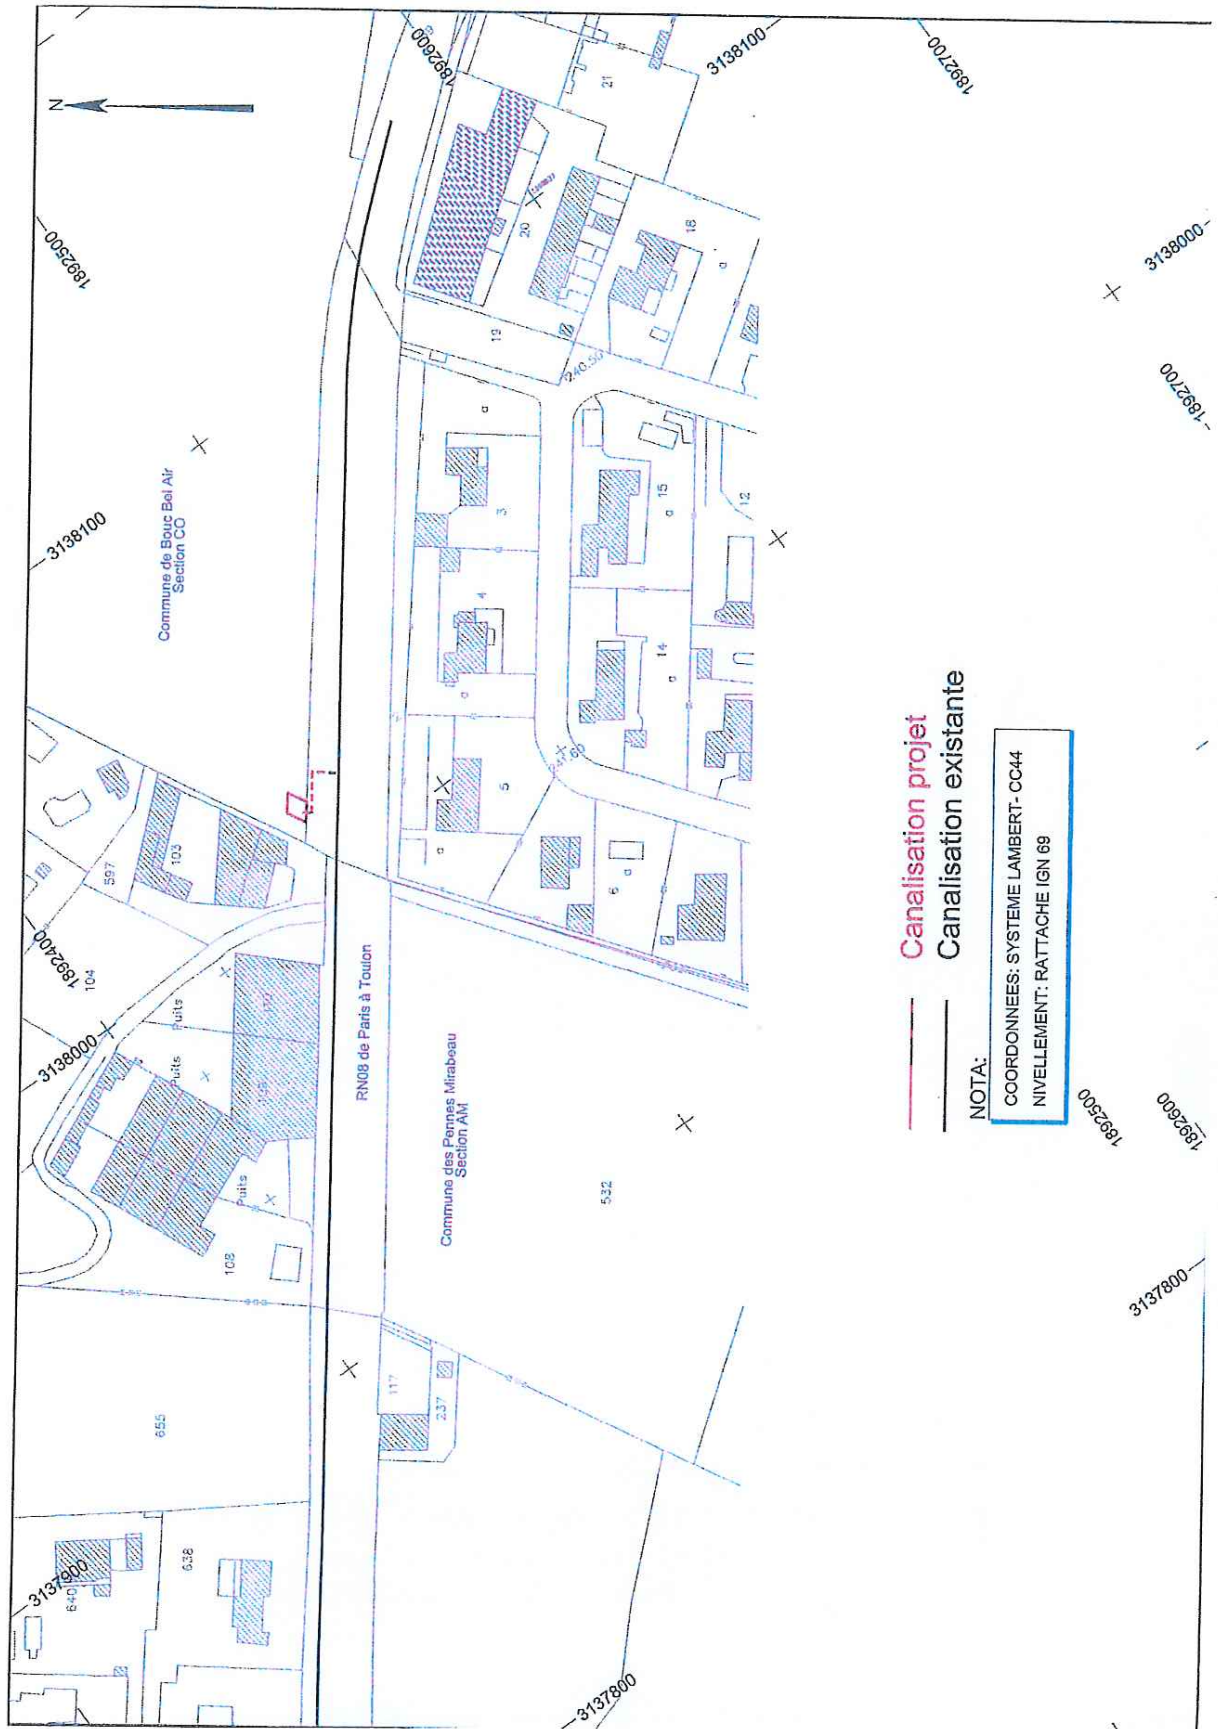 N
1892500
1892600
3138100
1892700
21
20
18
a
3138000
1892700
19
240.50
Commune de Bouc Bel Air
Section CO
3138100
a
3
4
a
15
a
12
14
a
5
a
241.60
6
a
1
597
103
1892400
104
3138000
Puits
Puits
Puits
108
RN08 de Paris à Toulon
Commune des Pennes Mirabeau
Section AM
532
655
117
237
638
640
3137900
3137800
Canalisation projet
Canalisation existante
NOTA:
COORDONNEES: SYSTEME LAMBERT- CC44
NIVELLEMENT: RATTACHE IGN 69
1892500
1892600
3137800